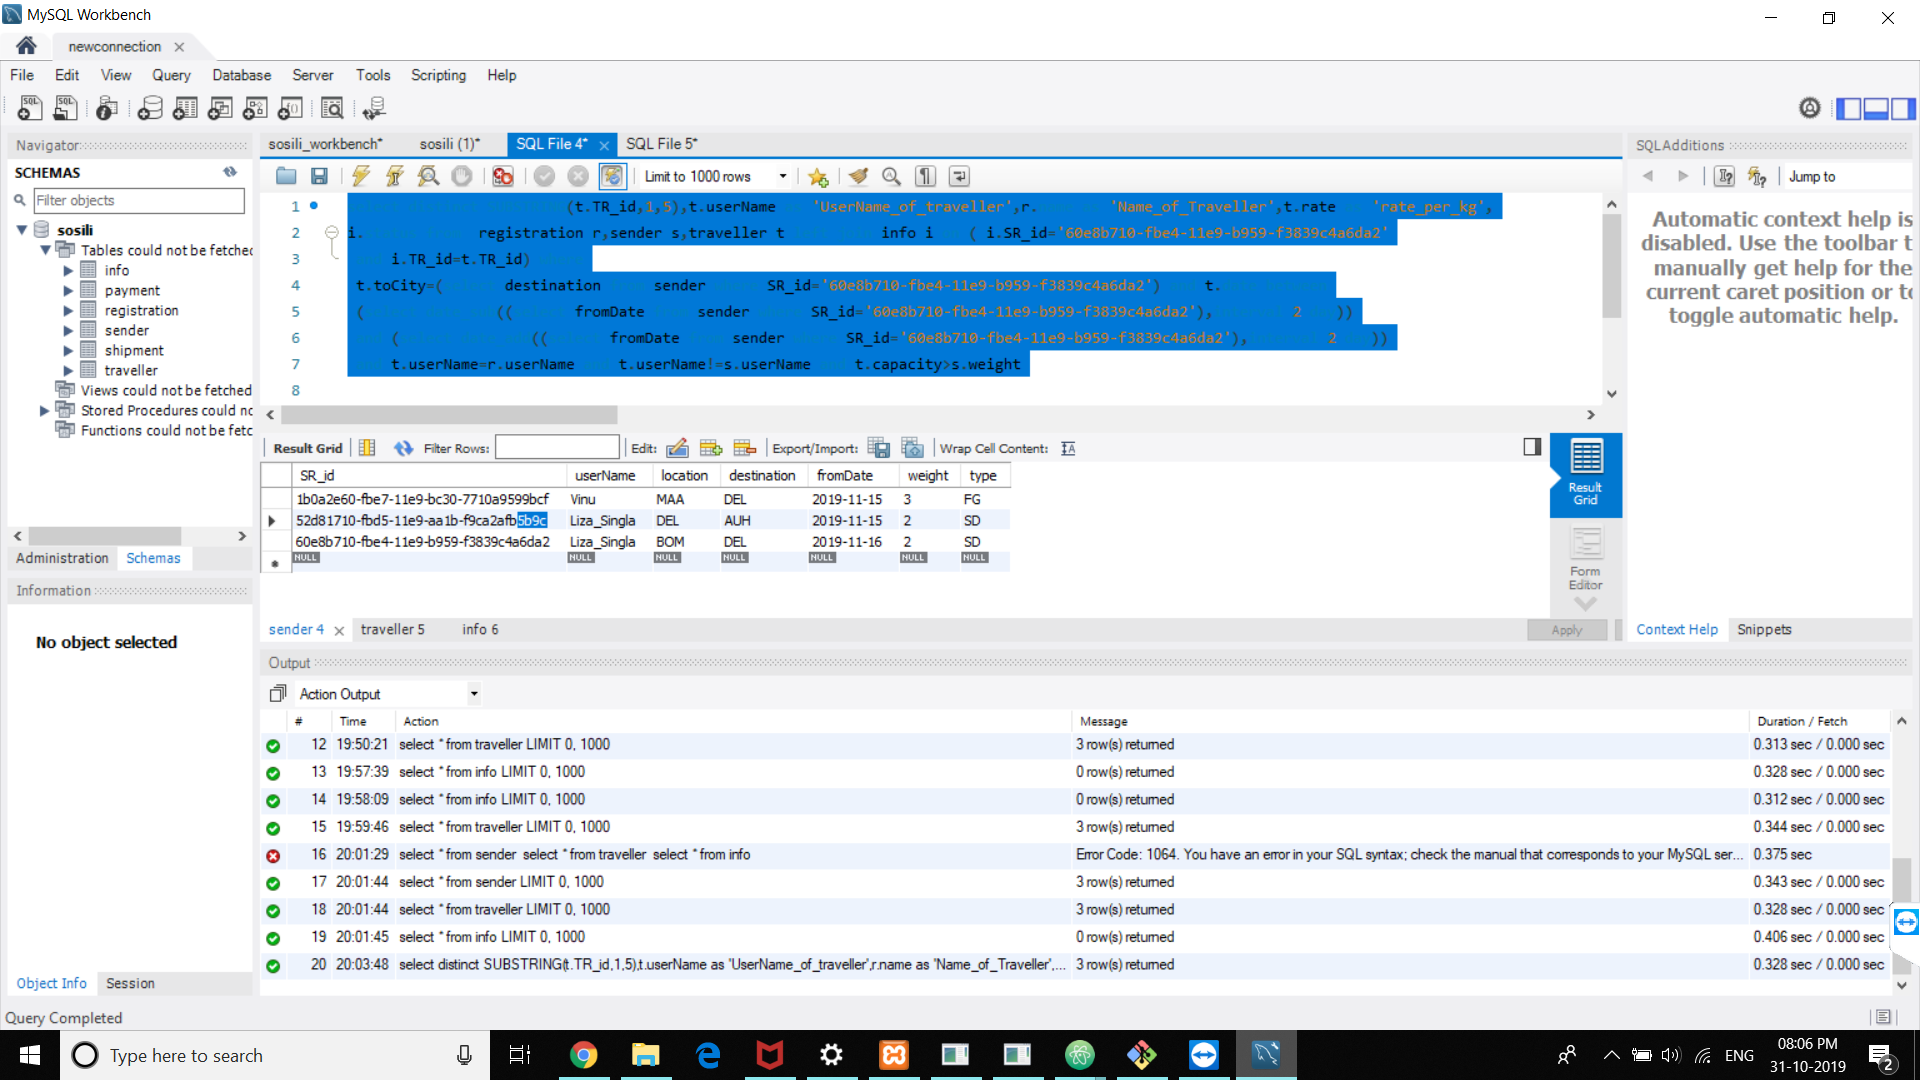 MySQL Workbench
newconnection
File Edit View Query Database Server Tools Scripting Help
Navigator
SCHEMAS
Filter objects
sosili
Tables could not be fetched
info
payment
registration
sender
shipment
traveller
Views could not be fetched
Stored Procedures could no
Functions could not be fetc
Administration Schemas
Information
No object selected
Object Info Session
Query Completed
sosili_workbench* sosili (1)* SQL File 4* SQL File 5*
Limit to 1000 rows
1 (t.TR_id,1,5),t.userName 'UserName_of_traveller',r. 'Name_of_Traveller',t.rate 'rate_per_kg',
2 i. registration r,sender s,traveller t info i ( i.SR_id='60e8b710-fbe4-11e9-b959-f3839c4a6da2'
3 i.TR_id=t.TR_id)
4 t.toCity=( destination sender SR_id='60e8b710-fbe4-11e9-b959-f3839c4a6da2') t.
5 ( (( fromDate sender SR_id='60e8b710-fbe4-11e9-b959-f3839c4a6da2'), 2 ))
6 ( (( fromDate sender SR_id='60e8b710-fbe4-11e9-b959-f3839c4a6da2'), 2 ))
7 t.userName=r.userName t.userName!=s.userName t.capacity>s.weight
8
Result Grid Filter Rows: Edit: Export/Import: Wrap Cell Content:
SR_id userName location destination fromDate weight type
1b0a2e60-fbe7-11e9-bc30-7710a9599bcf Vinu MAA DEL 2019-11-15 3 FG
52d81710-fbd5-11e9-aa1b-f9ca2afb5b9c Liza_Singla DEL AUH 2019-11-15 2 SD
60e8b710-fbe4-11e9-b959-f3839c4a6da2 Liza_Singla BOM DEL 2019-11-16 2 SD
NULL NULL NULL NULL NULL NULL NULL
Result
Grid
Form
Editor
sender 4 traveller 5 info 6
Apply
SQLAdditions
Jump to
Automatic context help is
disabled. Use the toolbar t
manually get help for the
current caret position or to
toggle automatic help.
Context Help Snippets
Output
Action Output
# Time Action Message Duration / Fetch
12 19:50:21 select * from traveller LIMIT 0, 1000 3 row(s) returned 0.313 sec / 0.000 sec
13 19:57:39 select * from info LIMIT 0, 1000 0 row(s) returned 0.328 sec / 0.000 sec
14 19:58:09 select * from info LIMIT 0, 1000 0 row(s) returned 0.312 sec / 0.000 sec
15 19:59:46 select * from traveller LIMIT 0, 1000 3 row(s) returned 0.344 sec / 0.000 sec
16 20:01:29 select * from sender select * from traveller select * from info Error Code: 1064. You have an error in your SQL syntax; check the manual that corresponds to your MySQL ser... 0.375 sec
17 20:01:44 select * from sender LIMIT 0, 1000 3 row(s) returned 0.343 sec / 0.000 sec
18 20:01:44 select * from traveller LIMIT 0, 1000 3 row(s) returned 0.328 sec / 0.000 sec
19 20:01:45 select * from info LIMIT 0, 1000 0 row(s) returned 0.406 sec / 0.000 sec
20 20:03:48 select distinct SUBSTRING(t.TR_id,1,5),t.userName as 'UserName_of_traveller',r.name as 'Name_of_Traveller',... 3 row(s) returned 0.328 sec / 0.000 sec
Type here to search
ENG
08:06 PM
31-10-2019
2